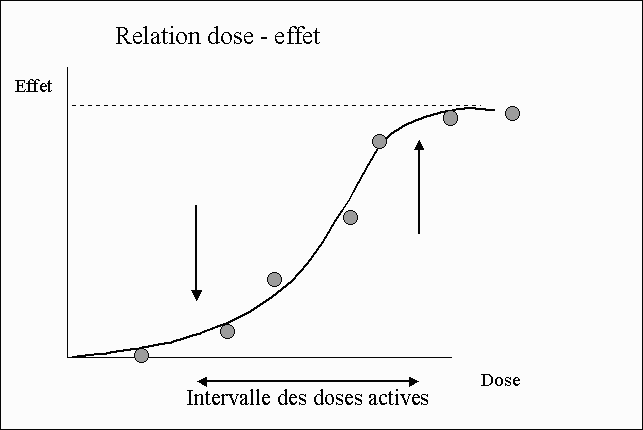 Relation dose - effet
Effet
Dose
Intervalle des doses actives